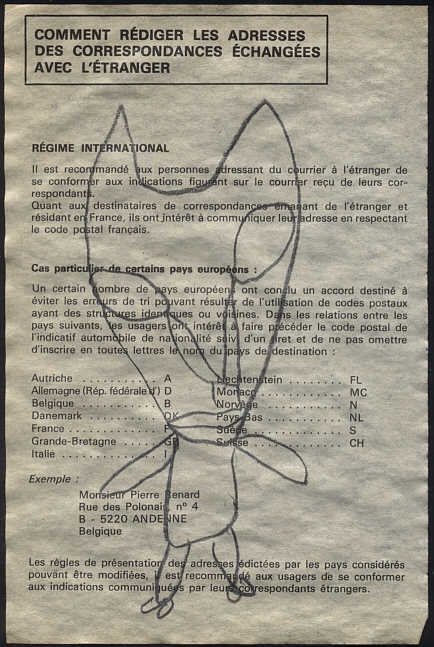 COMMENT RÉDIGER LES ADRESSES
DES CORRESPONDANCES ÉCHANGÉES
AVEC L'ÉTRANGER
RÉGIME INTERNATIONAL
Il est recommandé aux personnes adressant du courrier à l'étranger de
se conformer aux indications figurant sur le courrier reçu de leurs cor-
respondants.
Quant aux destinataires de correspondances émanant de l'étranger et
résidant en France, ils ont intérêt à communiquer leur adresse en respectant
le code postal français.
Cas particulier de certains pays européens :
Un certain nombre de pays européens ont conclu un accord destiné à
éviter les erreurs de tri pouvant résulter de l'utilisation de codes postaux
ayant des structures identiques ou voisines. Dans les relations entre les
pays suivants, les usagers ont intérêt à faire précéder le code postal de
l'indicatif automobile de nationalité suivi d'un tiret et de ne pas omettre
d'inscrire en toutes lettres le nom du pays de destination :
Autriche . . . . . . . . . . . A
Allemagne (Rép. fédérale d') D
Belgique . . . . . . . . . . . B
Danemark . . . . . . . . . . DK
France . . . . . . . . . . . . F
Grande-Bretagne . . . . . . GB
Italie . . . . . . . . . . . . . I
Liechtenstein . . . . . . . . FL
Monaco . . . . . . . . . . . MC
Norvège . . . . . . . . . . . N
Pays-Bas . . . . . . . . . . NL
Suède . . . . . . . . . . . . S
Suisse . . . . . . . . . . . . CH
Exemple :
Monsieur Pierre Renard
Rue des Polonais, n° 4
B - 5220 ANDENNE
Belgique
Les règles de présentation des adresses édictées par les pays considérés
pouvant être modifiées, il est recommandé aux usagers de se conformer
aux indications communiquées par leurs correspondants étrangers.